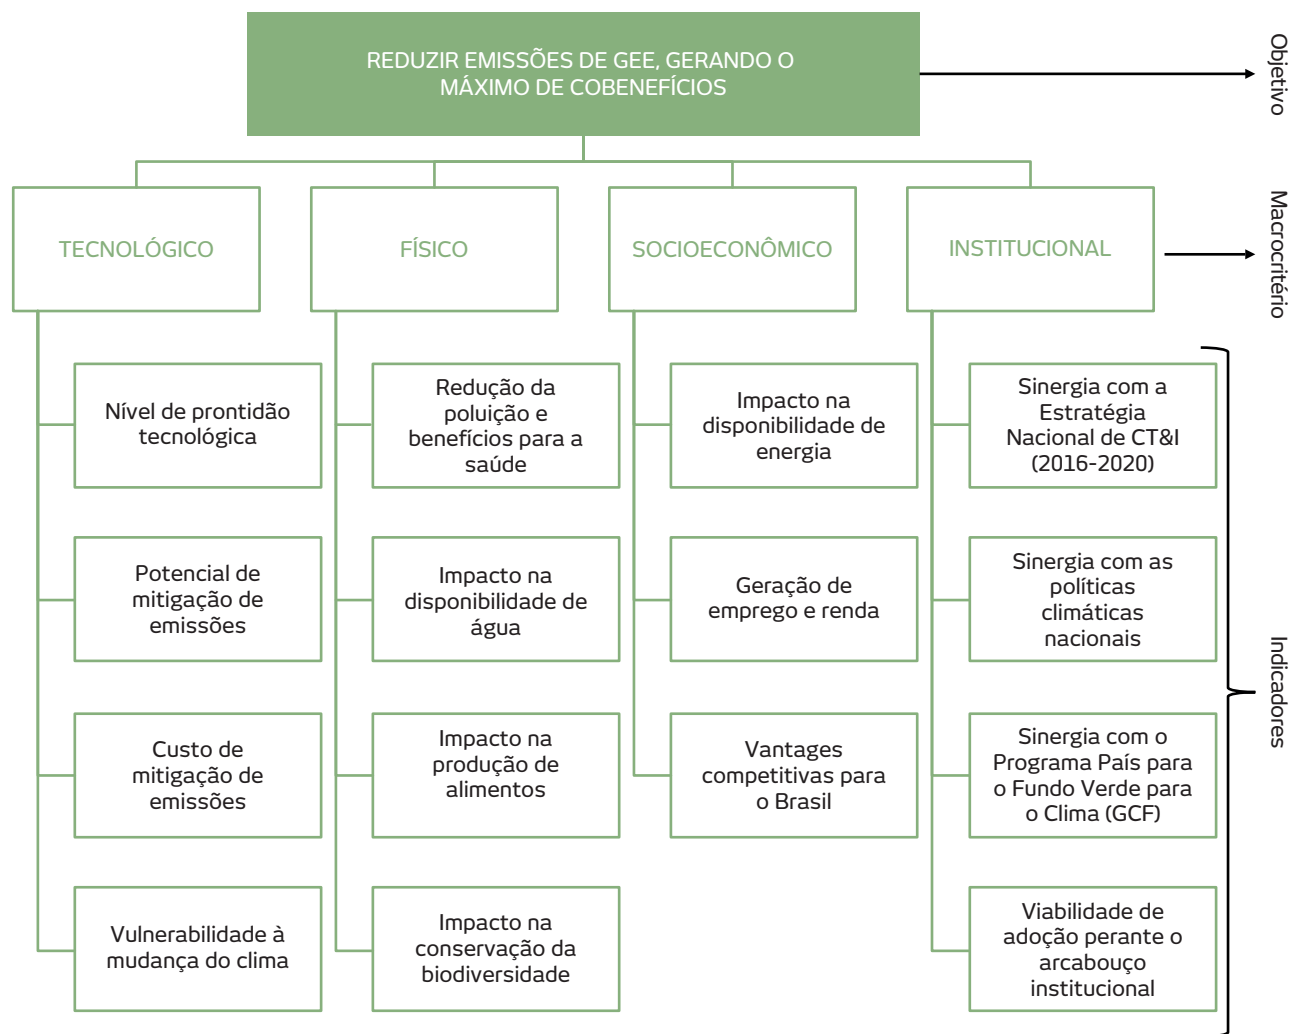 REDUZIR EMISSÕES DE GEE, GERANDO O
MÁXIMO DE COBENEFÍCIOS
Objetivo
TECNOLÓGICO
FÍSICO
SOCIOECONÔMICO
INSTITUCIONAL
Macrocritério
Nível de prontidão
tecnológica
Potencial de
mitigação de
emissões
Custo de
mitigação de
emissões
Vulnerabilidade à
mudança do clima
Redução da
poluição e
benefícios para a
saúde
Impacto na
disponibilidade de
água
Impacto na
produção de
alimentos
Impacto na
conservação da
biodiversidade
Impacto na
disponibilidade de
energia
Geração de
emprego e renda
Vantages
competitivas para
o Brasil
Sinergia com a
Estratégia
Nacional de CT&I
(2016-2020)
Sinergia com as
políticas
climáticas
nacionais
Sinergia com o
Programa País para
o Fundo Verde para
o Clima (GCF)
Viabilidade de
adoção perante o
arcabouço
institucional
Indicadores